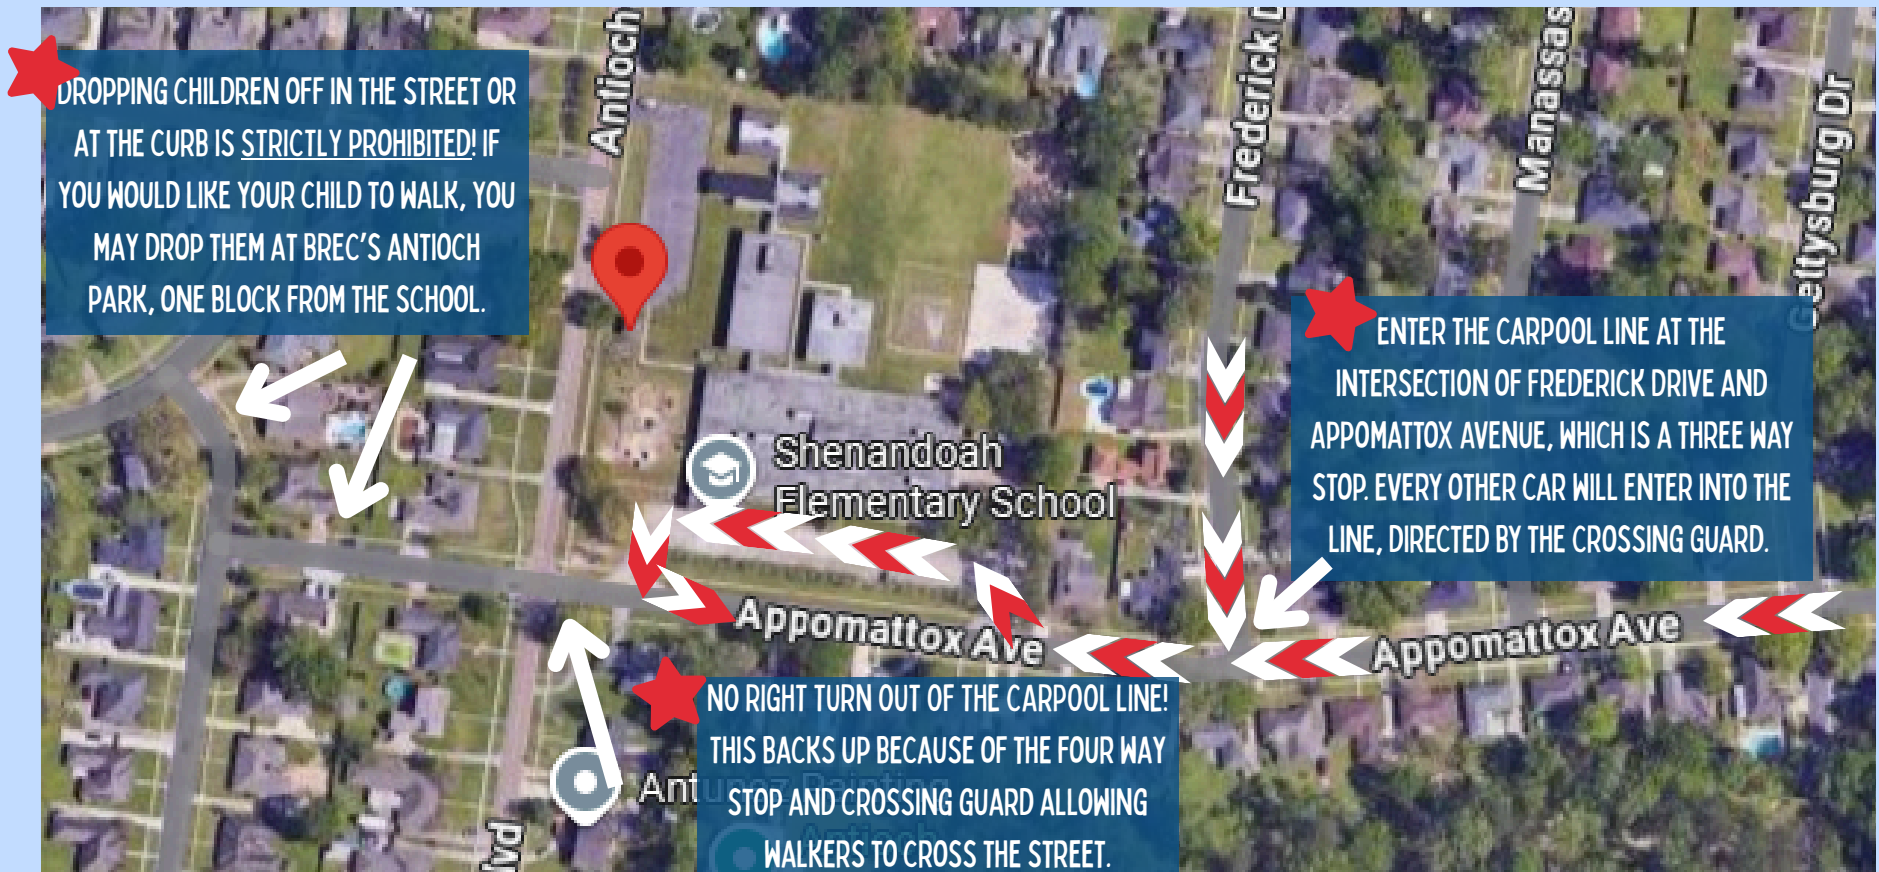 DROPPING CHILDREN OFF IN THE STREET OR
AT THE CURB IS STRICTLY PROHIBITED! IF
YOU WOULD LIKE YOUR CHILD TO WALK, YOU
MAY DROP THEM AT BREC'S ANTIOCH
PARK, ONE BLOCK FROM THE SCHOOL.
Antioch
Frederick D
Manassas
Gettysburg Dr
ENTER THE CARPOOL LINE AT THE
INTERSECTION OF FREDERICK DRIVE AND
APPOMATTOX AVENUE, WHICH IS A THREE WAY
STOP. EVERY OTHER CAR WILL ENTER INTO THE
LINE, DIRECTED BY THE CROSSING GUARD.
Shenandoah
Elementary School
Appomattox Ave
Appomattox Ave
NO RIGHT TURN OUT OF THE CARPOOL LINE!
THIS BACKS UP BECAUSE OF THE FOUR WAY
STOP AND CROSSING GUARD ALLOWING
WALKERS TO CROSS THE STREET.
Antunez Painting
Antioch
lvd